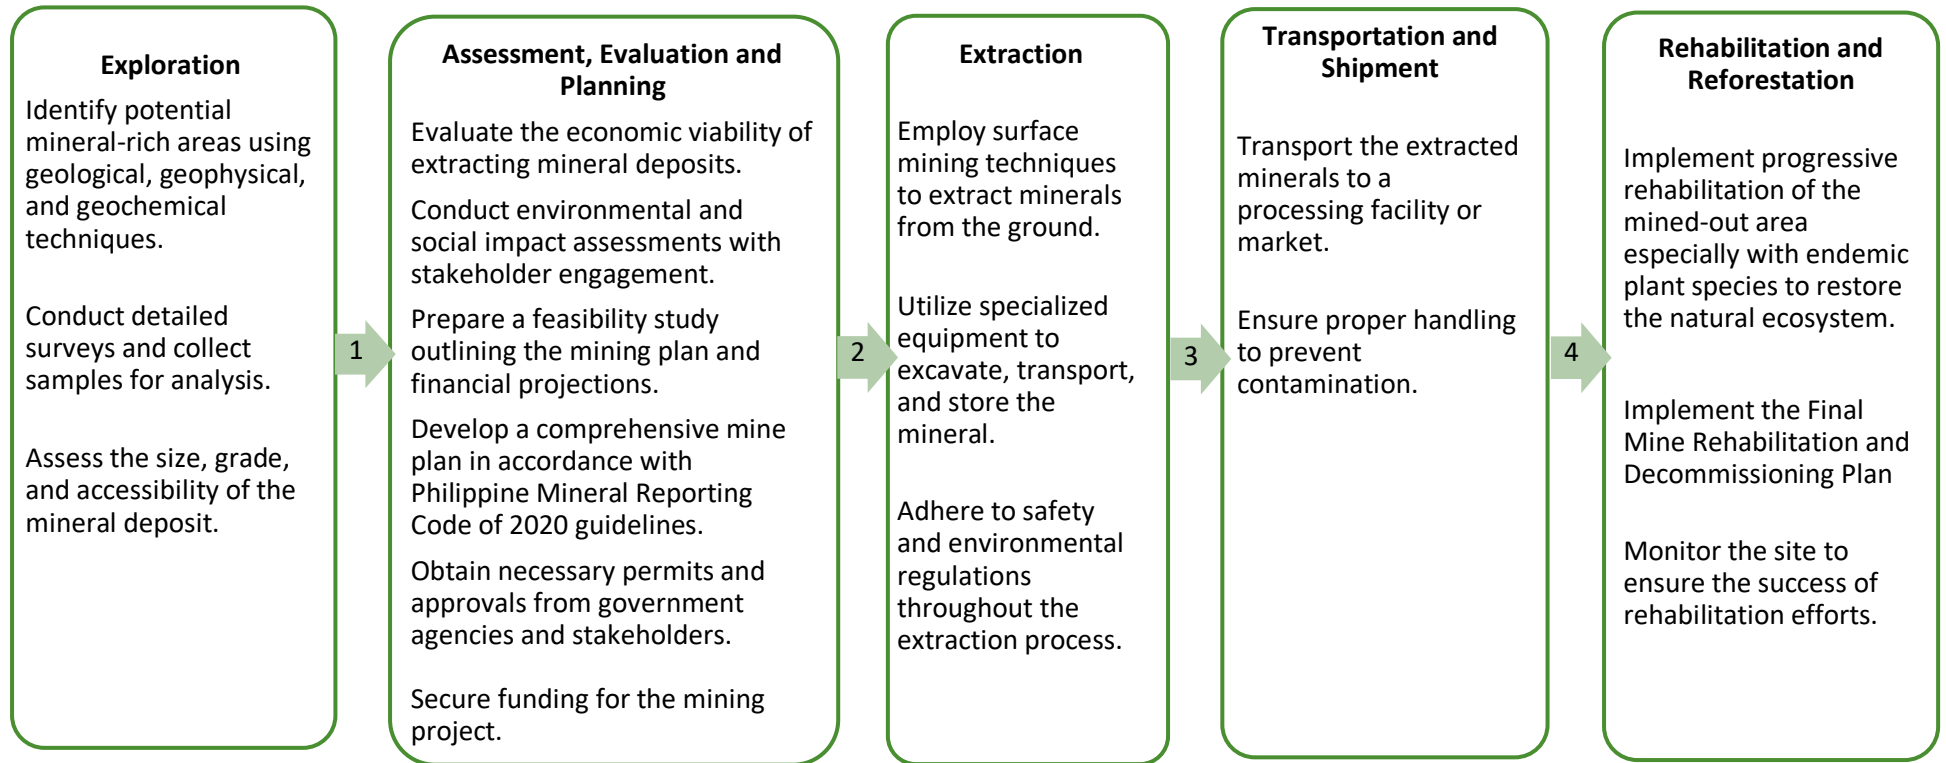 Exploration
Identify potential
mineral-rich areas using
geological, geophysical,
and geochemical
techniques.
Conduct detailed
surveys and collect
samples for analysis.
Assess the size, grade,
and accessibility of the
mineral deposit.
1
Assessment, Evaluation and
Planning
Evaluate the economic viability of
extracting mineral deposits.
Conduct environmental and
social impact assessments with
stakeholder engagement.
Prepare a feasibility study
outlining the mining plan and
financial projections.
Develop a comprehensive mine
plan in accordance with
Philippine Mineral Reporting
Code of 2020 guidelines.
Obtain necessary permits and
approvals from government
agencies and stakeholders.
Secure funding for the mining
project.
2
Extraction
Employ surface
mining techniques
to extract minerals
from the ground.
Utilize specialized
equipment to
excavate, transport,
and store the
mineral.
Adhere to safety
and environmental
regulations
throughout the
extraction process.
3
Transportation and
Shipment
Transport the extracted
minerals to a
processing facility or
market.
Ensure proper handling
to prevent
contamination.
4
Rehabilitation and
Reforestation
Implement progressive
rehabilitation of the
mined-out area
especially with endemic
plant species to restore
the natural ecosystem.
Implement the Final
Mine Rehabilitation and
Decommissioning Plan
Monitor the site to
ensure the success of
rehabilitation efforts.